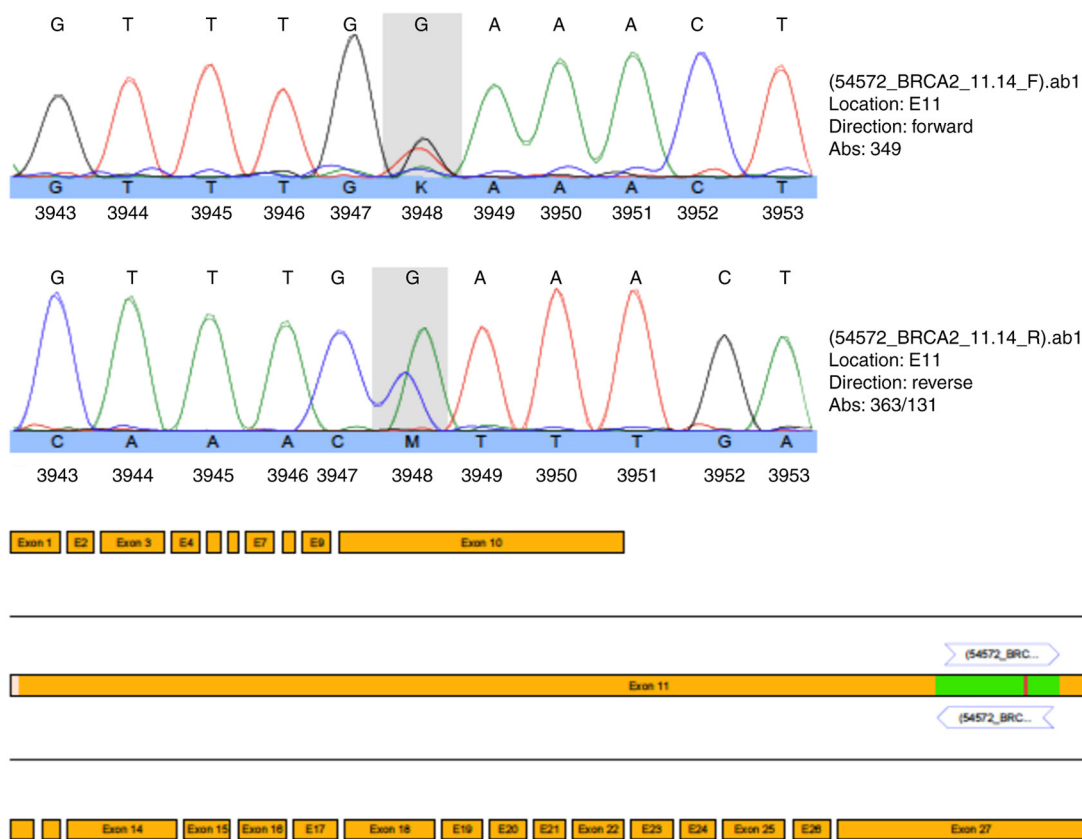 G T T T G G A A A C T
(54572_BRCA2_11.14_F).ab1
Location: E11
Direction: forward
Abs: 349
G T T T G K A A A C T
3943 3944 3945 3946 3947 3948 3949 3950 3951 3952 3953
G T T T G G A A A C T
(54572_BRCA2_11.14_R).ab1
Location: E11
Direction: reverse
Abs: 363/131
C A A A C M T T T G A
3943 3944 3945 3946 3947 3948 3949 3950 3951 3952 3953
Exon 1 E2 Exon 3 E4 E7 E9 Exon 10
(54572_BRC...
Exon 11
(54572_BRC...
Exon 14 Exon 15 Exon 16 E17 Exon 18 E19 E20 E21 Exon 22 E23 E24 Exon 25 E26 Exon 27